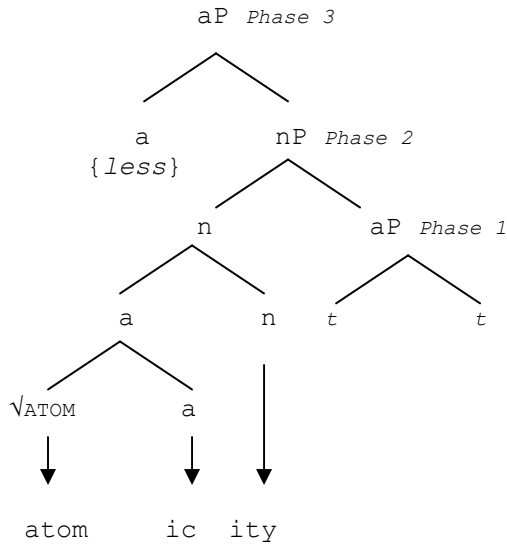 aP Phase 3
a nP Phase 2
{less}
n aP Phase 1
a n t t
√ATOM a
atom ic ity